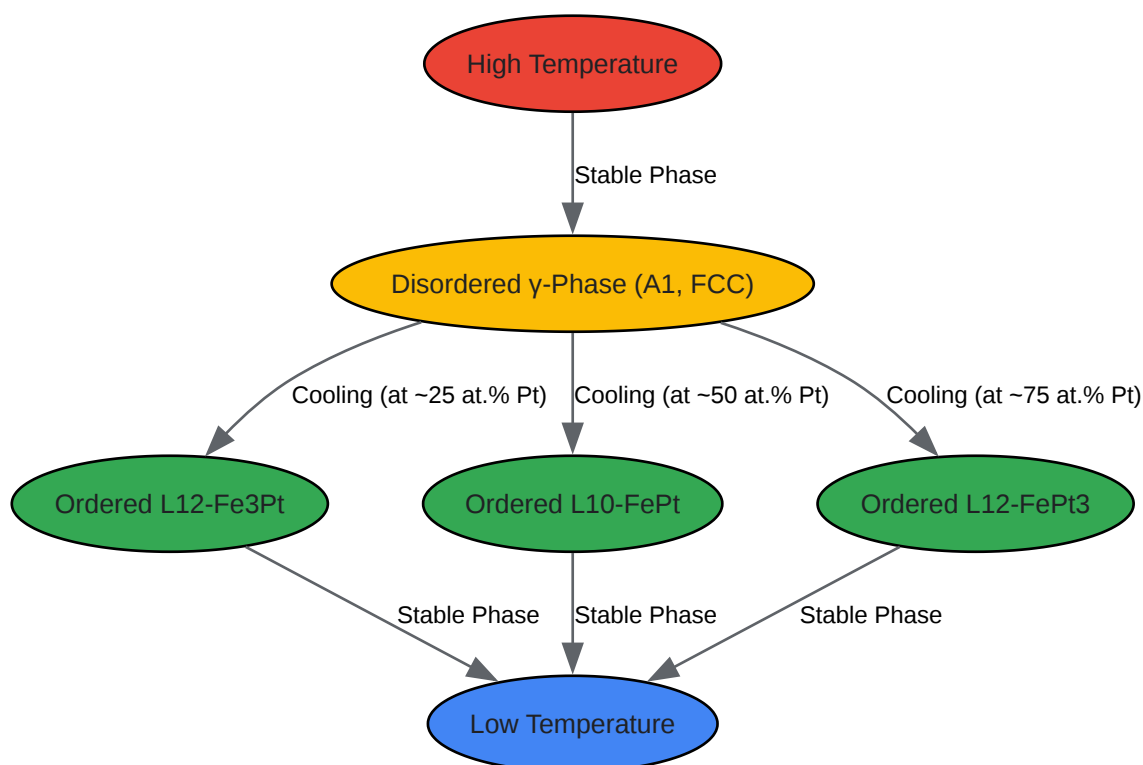 High Temperature
Stable Phase
Disordered γ-Phase (A1, FCC)
Cooling (at ~25 at.% Pt)
Cooling (at ~50 at.% Pt)
Cooling (at ~75 at.% Pt)
Ordered L12-Fe3Pt
Ordered L10-FePt
Ordered L12-FePt3
Stable Phase
Stable Phase
Stable Phase
Low Temperature